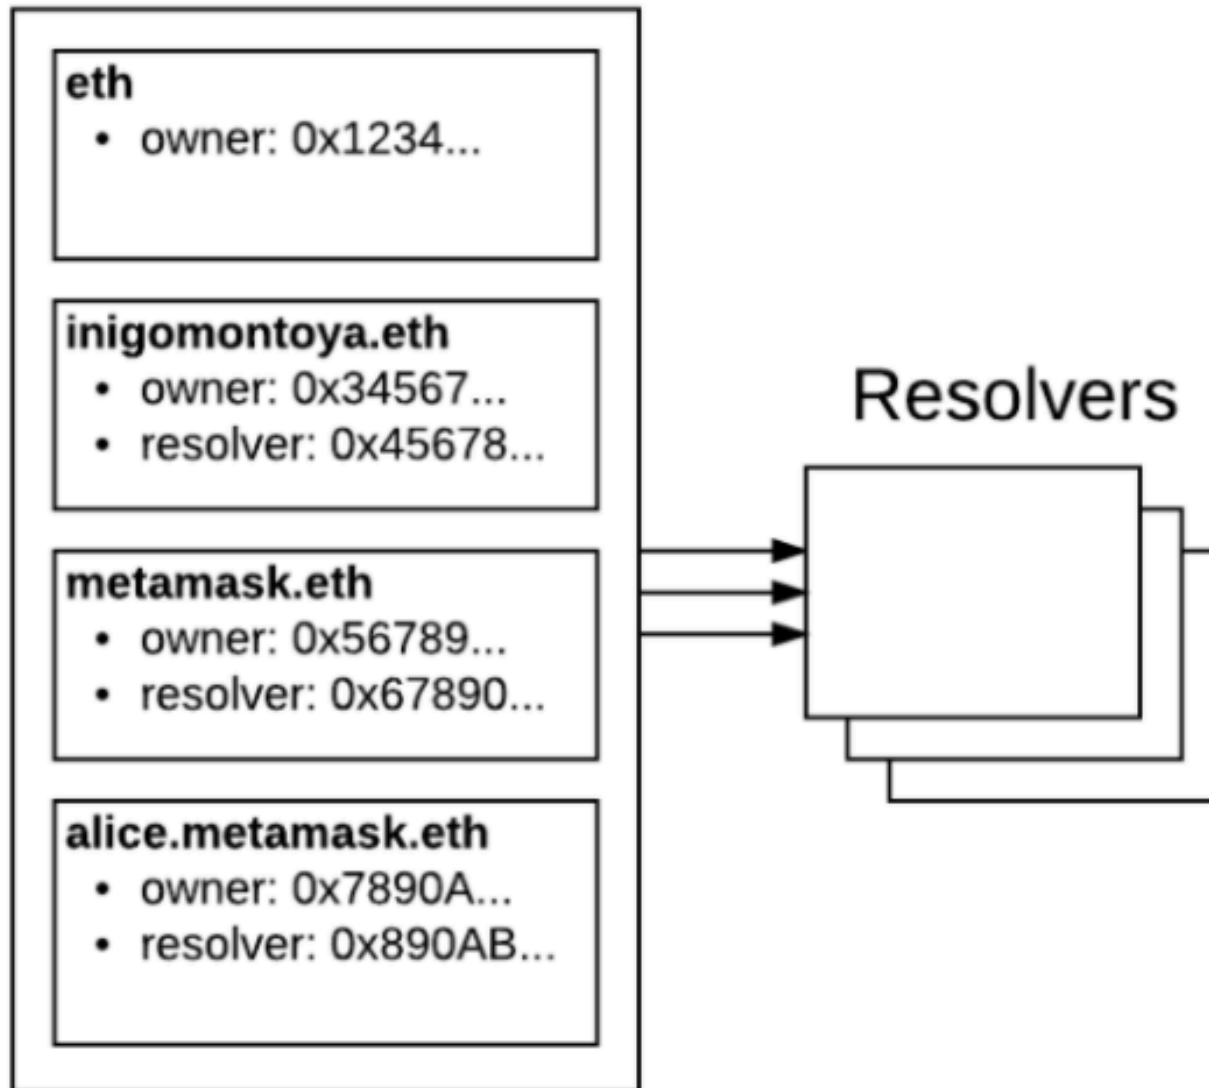 eth
• owner: 0x1234...
inigomontoya.eth
• owner: 0x34567...
• resolver: 0x45678...
metamask.eth
• owner: 0x56789...
• resolver: 0x67890...
alice.metamask.eth
• owner: 0x7890A...
• resolver: 0x890AB...
Resolvers